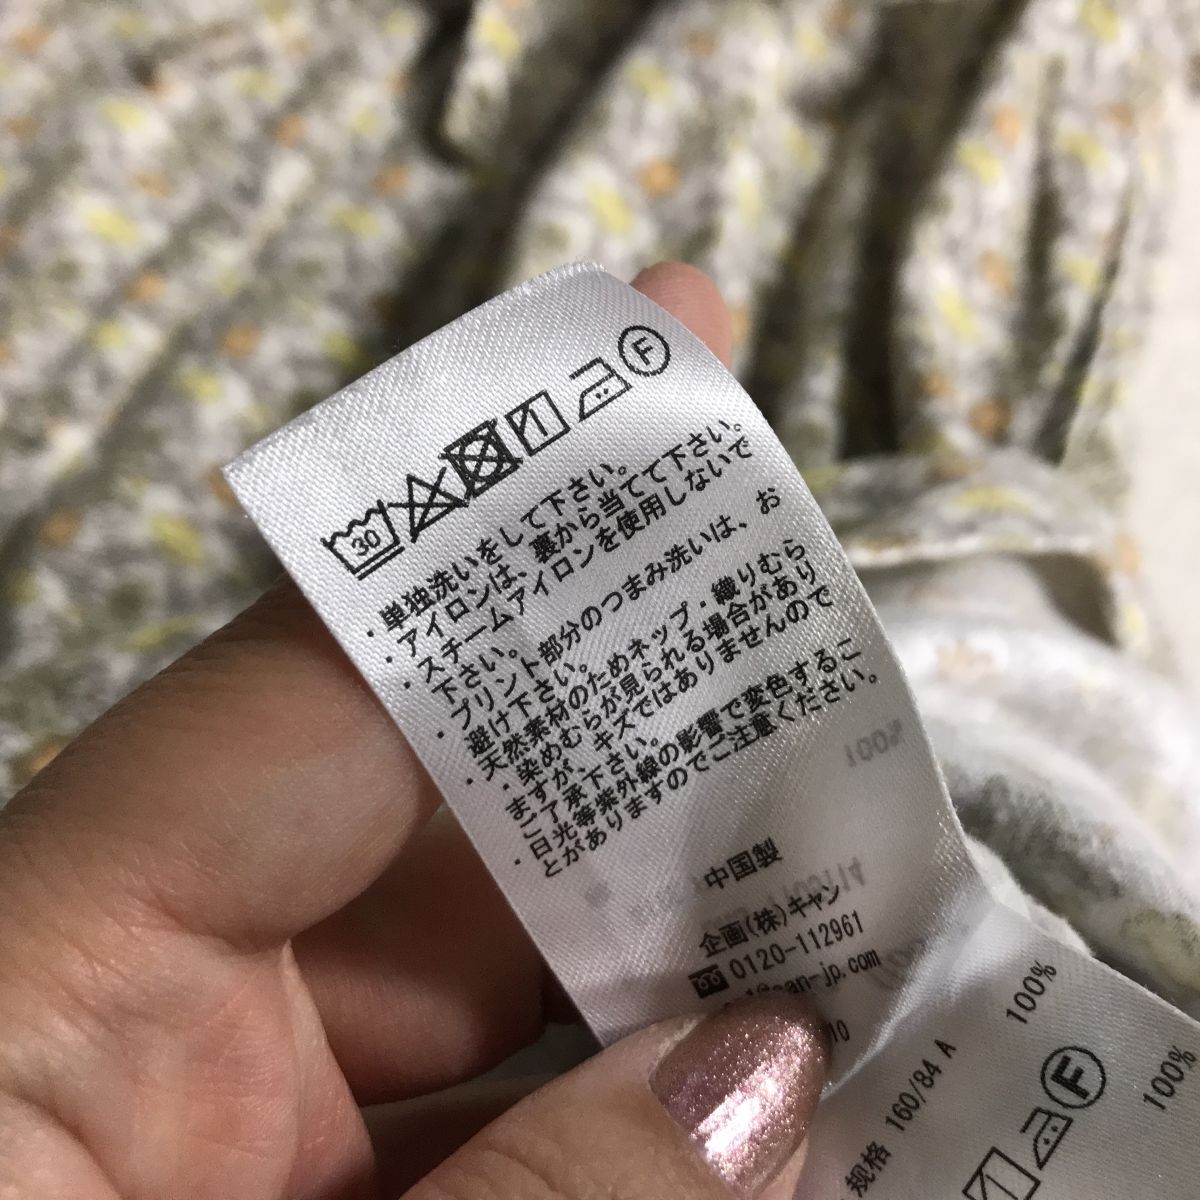 30
F
・単独洗いをして下さい。
・アイロンは、裏から当てて下さい。
・スチームアイロンを使用しないで
下さい。
・プリント部分のつまみ洗いは、お
避け下さい。
・天然素材のためネップ・織りむら
・染めむらが見られる場合があり
ますが、キズではありませんので
ご了承下さい。
・日光等紫外線の影響で変色するこ
とがありますのでご注意ください。
中国製
企画(株)キャン
0120-112961
an-jp.com
10
100%
規格 160/84 A
100%
F